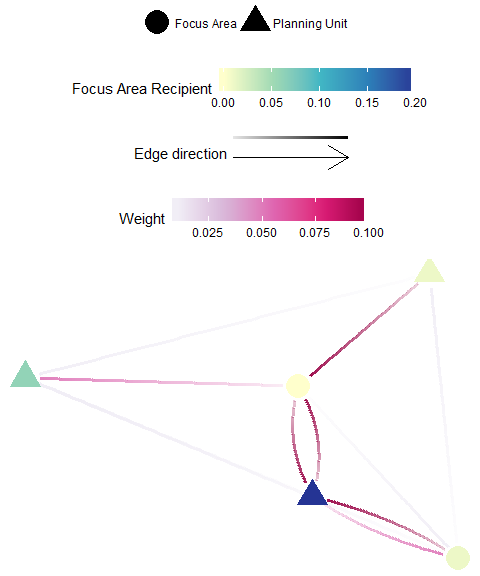 Focus Area Planning Unit
Focus Area Recipient
0.00 0.05 0.10 0.15 0.20
Edge direction
Weight
0.025 0.050 0.075 0.100